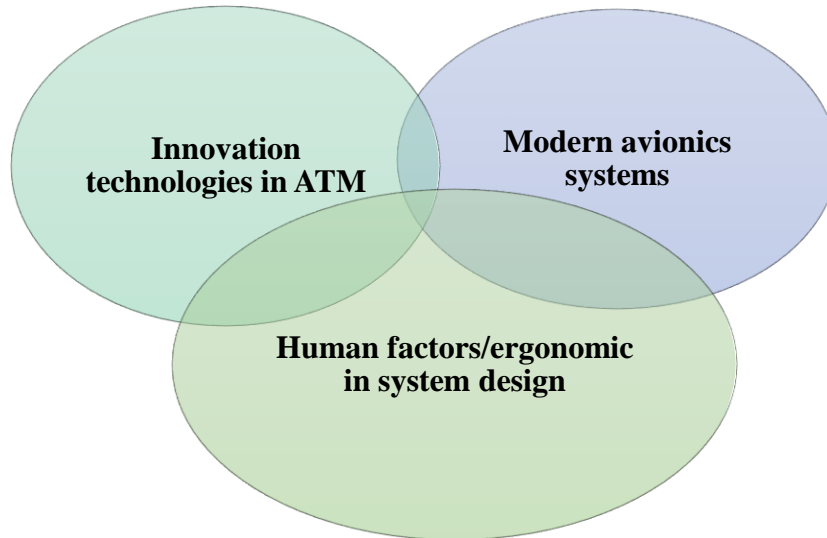 Innovation
technologies in ATM
Modern avionics
systems
Human factors/ergonomic
in system design